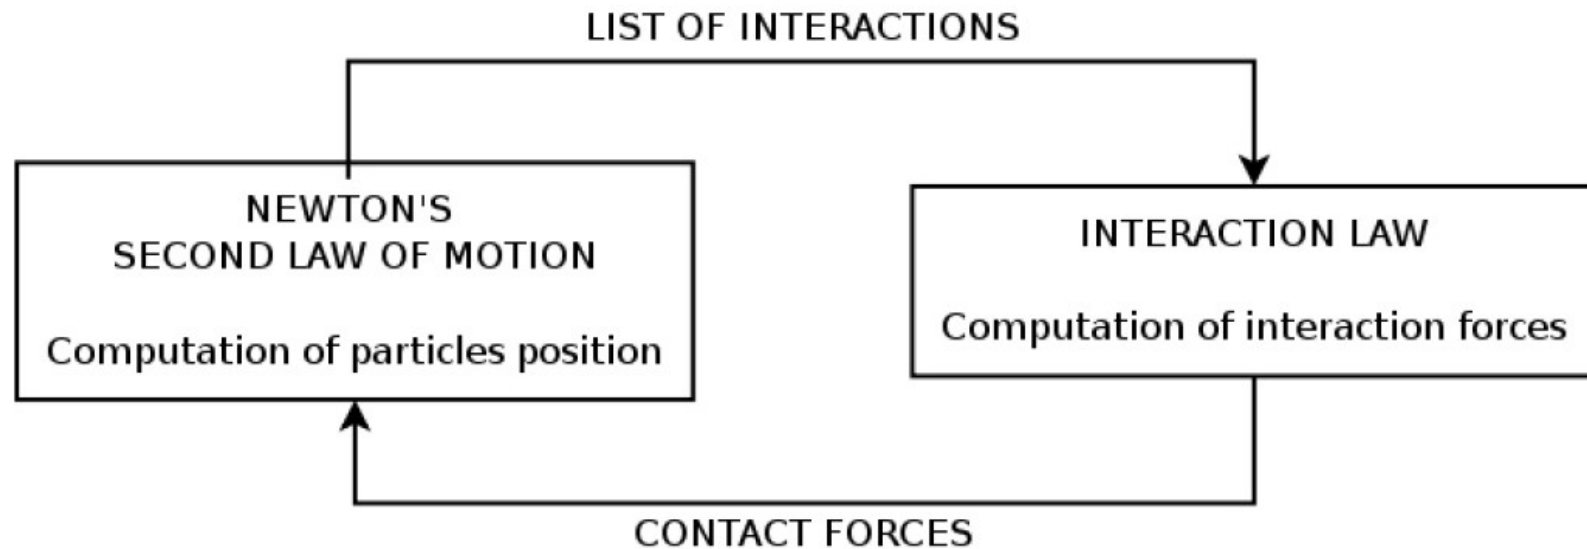 LIST OF INTERACTIONS
NEWTON'S
SECOND LAW OF MOTION
Computation of particles position
INTERACTION LAW
Computation of interaction forces
CONTACT FORCES